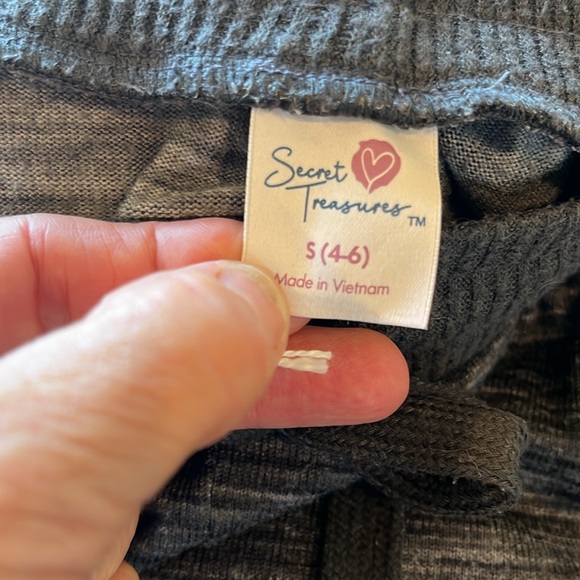 Secret
Treasures™
S (4-6)
Made in Vietnam